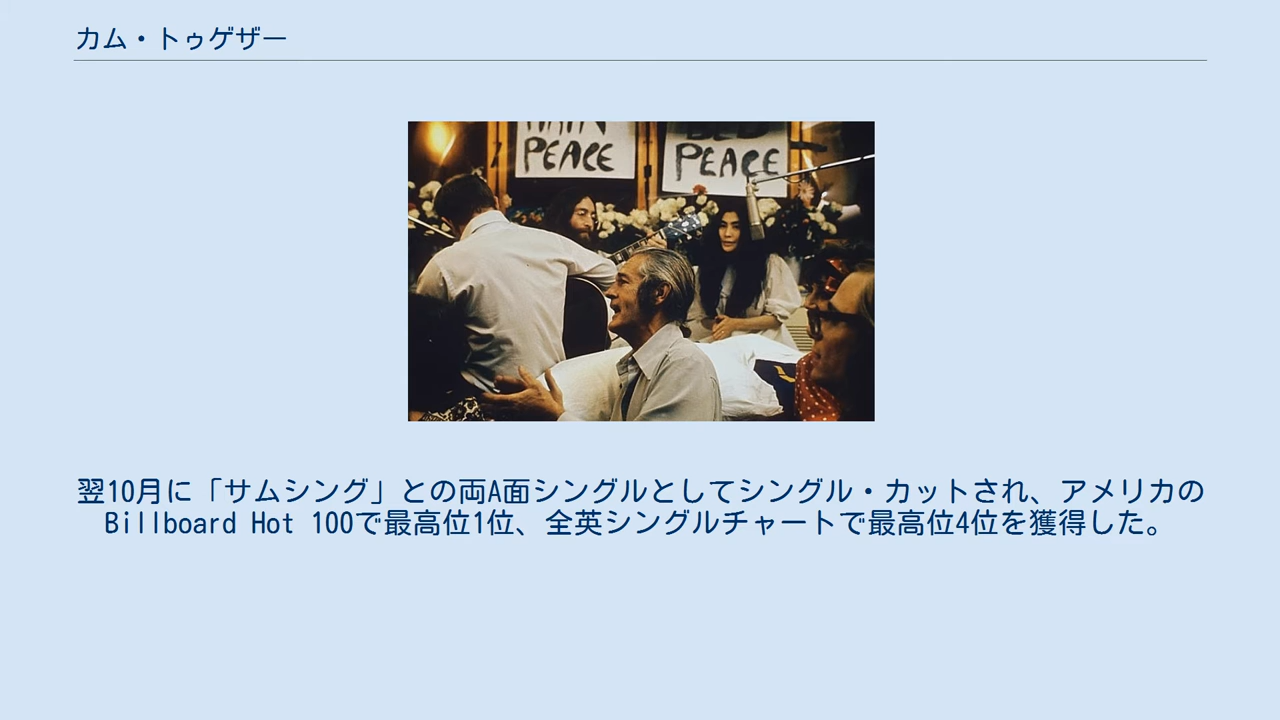 カム・トゥゲザー
HAIR PEACE
BED PEACE
翌10月に「サムシング」との両A面シングルとしてシングル・カットされ、アメリカの
Billboard Hot 100で最高位1位、全英シングルチャートで最高位4位を獲得した。